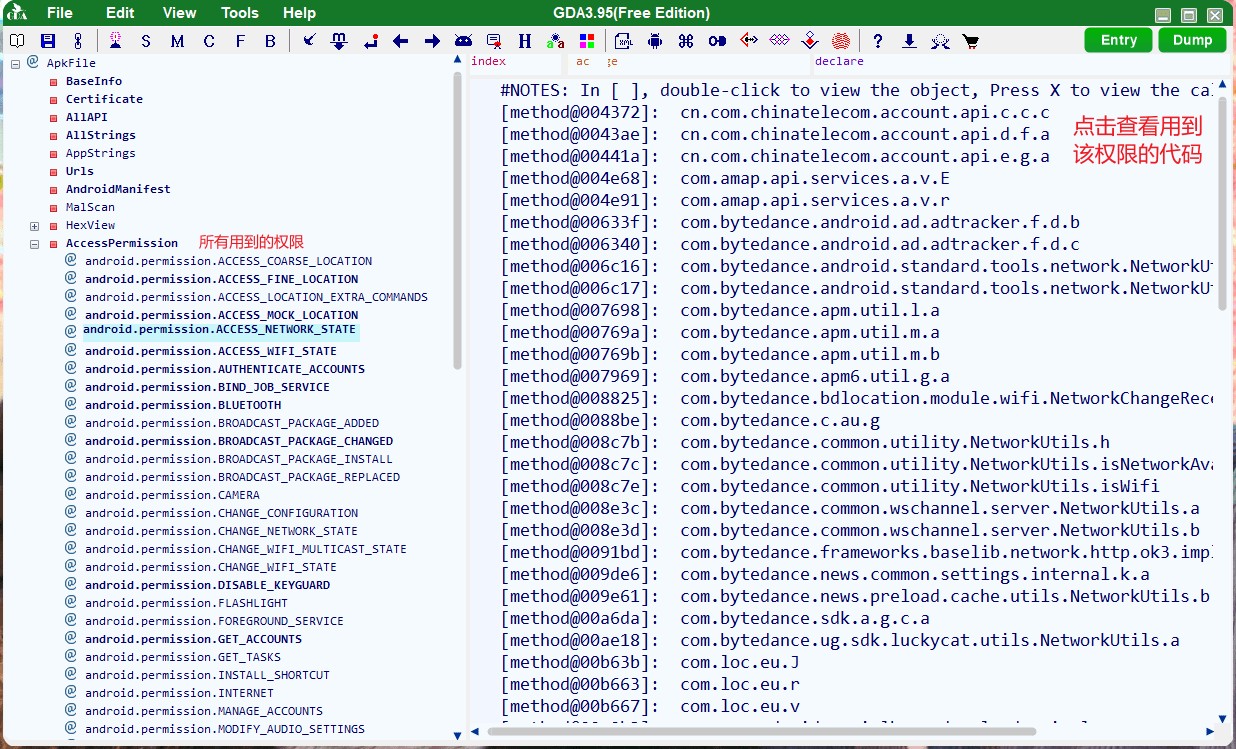 GDA File Edit View Tools Help GDA3.95(Free Edition)
S M C F B H a a XML ? Entry Dump
@ ApkFile
BaseInfo
Certificate
AllAPI
AllStrings
AppStrings
Urls
AndroidManifest
MalScan
HexView
AccessPermission 所有用到的权限
@ android.permission.ACCESS_COARSE_LOCATION
@ android.permission.ACCESS_FINE_LOCATION
@ android.permission.ACCESS_LOCATION_EXTRA_COMMANDS
@ android.permission.ACCESS_MOCK_LOCATION
@ android.permission.ACCESS_NETWORK_STATE
@ android.permission.ACCESS_WIFI_STATE
@ android.permission.AUTHENTICATE_ACCOUNTS
@ android.permission.BIND_JOB_SERVICE
@ android.permission.BLUETOOTH
@ android.permission.BROADCAST_PACKAGE_ADDED
@ android.permission.BROADCAST_PACKAGE_CHANGED
@ android.permission.BROADCAST_PACKAGE_INSTALL
@ android.permission.BROADCAST_PACKAGE_REPLACED
@ android.permission.CAMERA
@ android.permission.CHANGE_CONFIGURATION
@ android.permission.CHANGE_NETWORK_STATE
@ android.permission.CHANGE_WIFI_MULTICAST_STATE
@ android.permission.CHANGE_WIFI_STATE
@ android.permission.DISABLE_KEYGUARD
@ android.permission.FLASHLIGHT
@ android.permission.FOREGROUND_SERVICE
@ android.permission.GET_ACCOUNTS
@ android.permission.GET_TASKS
@ android.permission.INSTALL_SHORTCUT
@ android.permission.INTERNET
@ android.permission.MANAGE_ACCOUNTS
@ android.permission.MODIFY_AUDIO_SETTINGS
index ac ge declare
#NOTES: In [ ], double-click to view the object, Press X to view the ca
[method@004372]: cn.com.chinatelecom.account.api.c.c.c
[method@0043ae]: cn.com.chinatelecom.account.api.d.f.a
[method@00441a]: cn.com.chinatelecom.account.api.e.g.a
点击查看用到
该权限的代码
[method@004e68]: com.amap.api.services.a.v.E
[method@004e91]: com.amap.api.services.a.v.r
[method@00633f]: com.bytedance.android.ad.adtracker.f.d.b
[method@006340]: com.bytedance.android.ad.adtracker.f.d.c
[method@006c16]: com.bytedance.android.standard.tools.network.NetworkU
[method@006c17]: com.bytedance.android.standard.tools.network.NetworkU
[method@007698]: com.bytedance.apm.util.l.a
[method@00769a]: com.bytedance.apm.util.m.a
[method@00769b]: com.bytedance.apm.util.m.b
[method@007969]: com.bytedance.apm6.util.g.a
[method@008825]: com.bytedance.bdlocation.module.wifi.NetworkChangeRece
[method@0088be]: com.bytedance.c.au.g
[method@008c7b]: com.bytedance.common.utility.NetworkUtils.h
[method@008c7c]: com.bytedance.common.utility.NetworkUtils.isNetworkAva
[method@008c7e]: com.bytedance.common.utility.NetworkUtils.isWifi
[method@008e3c]: com.bytedance.common.wschannel.server.NetworkUtils.a
[method@008e3d]: com.bytedance.common.wschannel.server.NetworkUtils.b
[method@0091bd]: com.bytedance.frameworks.baselib.network.http.ok3.imp
[method@009de6]: com.bytedance.news.common.settings.internal.k.a
[method@009e61]: com.bytedance.news.preload.cache.utils.NetworkUtils.b
[method@00a6da]: com.bytedance.sdk.a.g.c.a
[method@00ae18]: com.bytedance.ug.sdk.luckycat.utils.NetworkUtils.a
[method@00b63b]: com.loc.eu.J
[method@00b663]: com.loc.eu.r
[method@00b667]: com.loc.eu.v